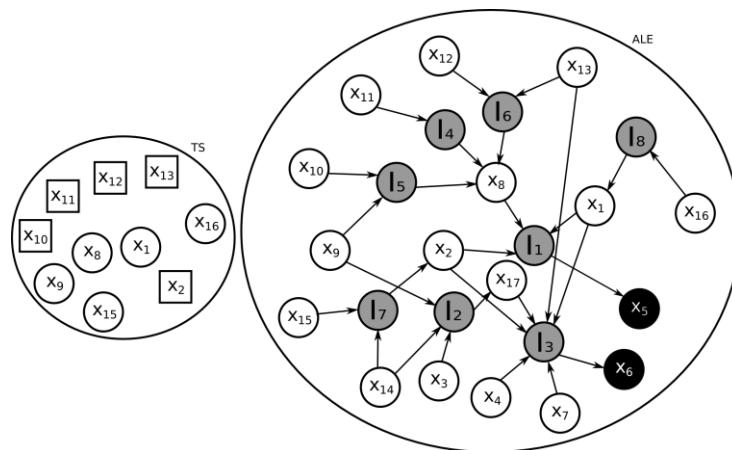 ALE
x₁₂
x₁₃
x₁₁
I₆
I₄
I₈
TS
x₁₃
x₁₂
x₁₀
I₅
x₈
x₁₁
x₁
x₁₆
x₁₆
x₁₀
x₈
x₁
x₉
x₂
I₁
x₉
x₂
x₁₇
x₁₅
x₁₅
I₇
I₂
x₅
I₃
x₆
x₁₄
x₃
x₄
x₇